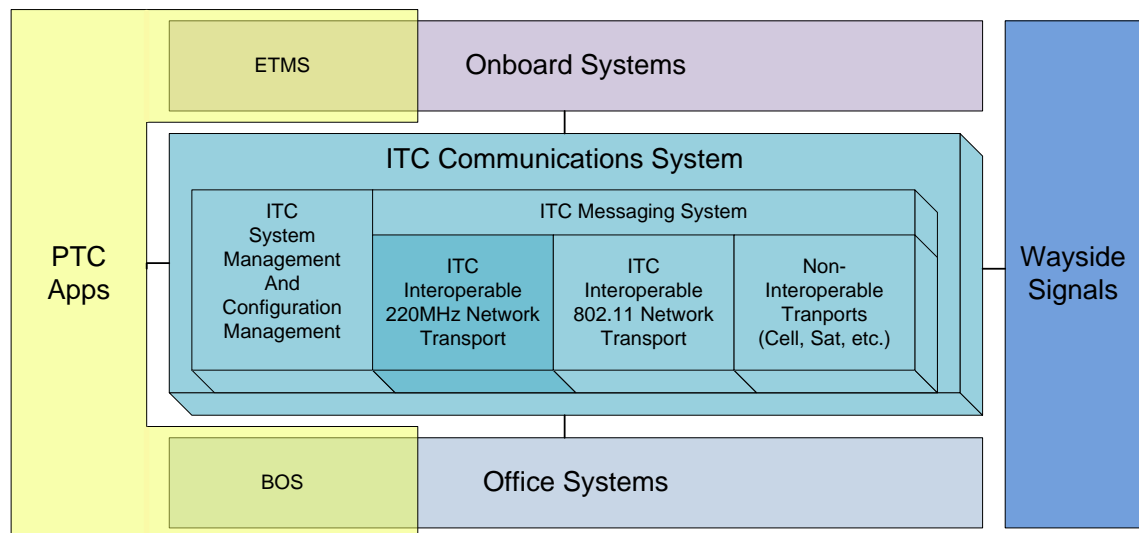 ETMS
Onboard Systems
ITC Communications System
ITC
System
Management
And
Configuration
Management
ITC Messaging System
ITC
Interoperable
220MHz Network
Transport
ITC
Interoperable
802.11 Network
Transport
Non-
Interoperable
Tranports
(Cell, Sat, etc.)
PTC
Apps
Wayside
Signals
BOS
Office Systems